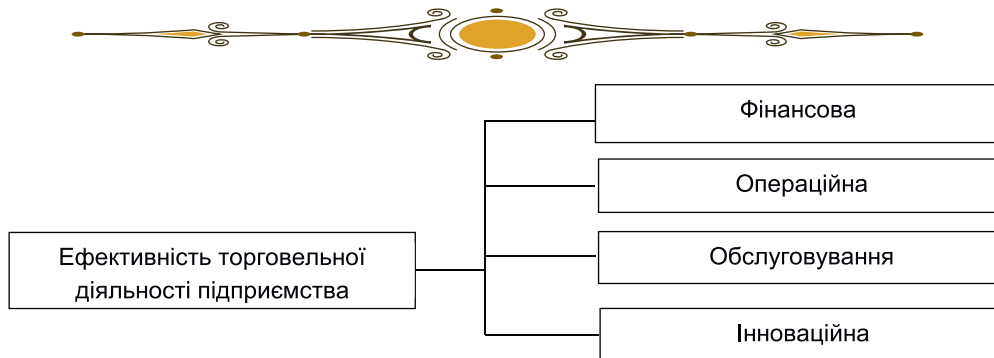 Фінансова
Операційна
Ефективність торговельної
діяльності підприємства
Обслуговування
Інноваційна